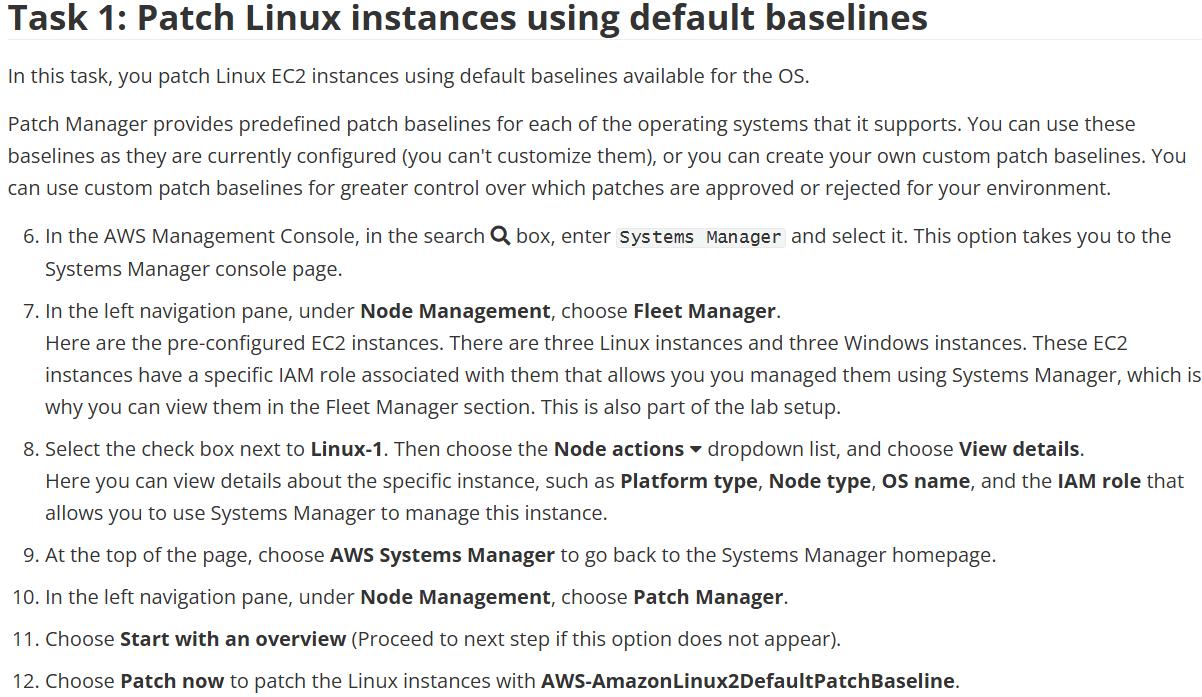 Task 1: Patch Linux instances using default baselines
In this task, you patch Linux EC2 instances using default baselines available for the OS.
Patch Manager provides predefined patch baselines for each of the operating systems that it supports. You can use these
baselines as they are currently configured (you can't customize them), or you can create your own custom patch baselines. You
can use custom patch baselines for greater control over which patches are approved or rejected for your environment.
6. In the AWS Management Console, in the search box, enter Systems Manager and select it. This option takes you to the
Systems Manager console page.
7. In the left navigation pane, under Node Management, choose Fleet Manager.
Here are the pre-configured EC2 instances. There are three Linux instances and three Windows instances. These EC2
instances have a specific IAM role associated with them that allows you you managed them using Systems Manager, which is
why you can view them in the Fleet Manager section. This is also part of the lab setup.
8. Select the check box next to Linux-1. Then choose the Node actions dropdown list, and choose View details.
Here you can view details about the specific instance, such as Platform type, Node type, OS name, and the IAM role that
allows you to use Systems Manager to manage this instance.
9. At the top of the page, choose AWS Systems Manager to go back to the Systems Manager homepage.
10. In the left navigation pane, under Node Management, choose Patch Manager.
11. Choose Start with an overview (Proceed to next step if this option does not appear).
12. Choose Patch now to patch the Linux instances with AWS-AmazonLinux2DefaultPatchBaseline.